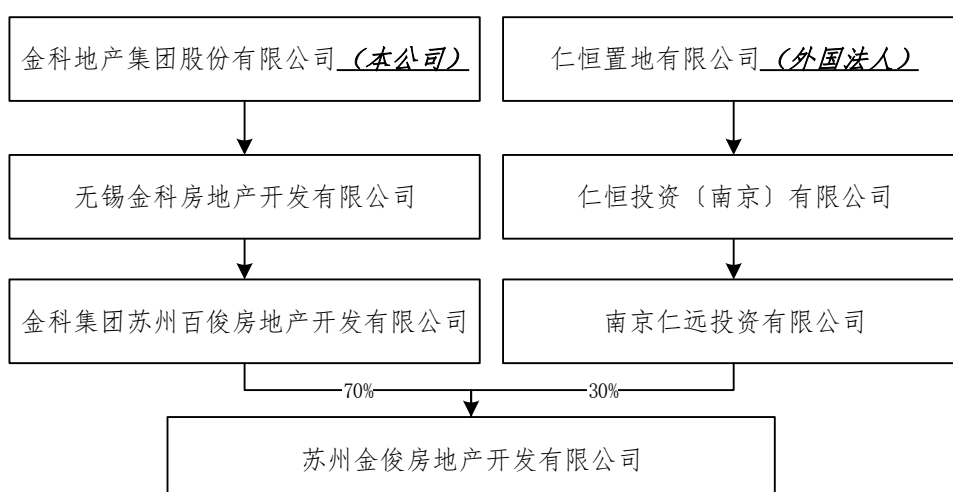 金科地产集团股份有限公司（本公司）
仁恒置地有限公司（外国法人）
无锡金科房地产开发有限公司
仁恒投资〔南京〕有限公司
金科集团苏州百俊房地产开发有限公司
南京仁远投资有限公司
70%
30%
苏州金俊房地产开发有限公司